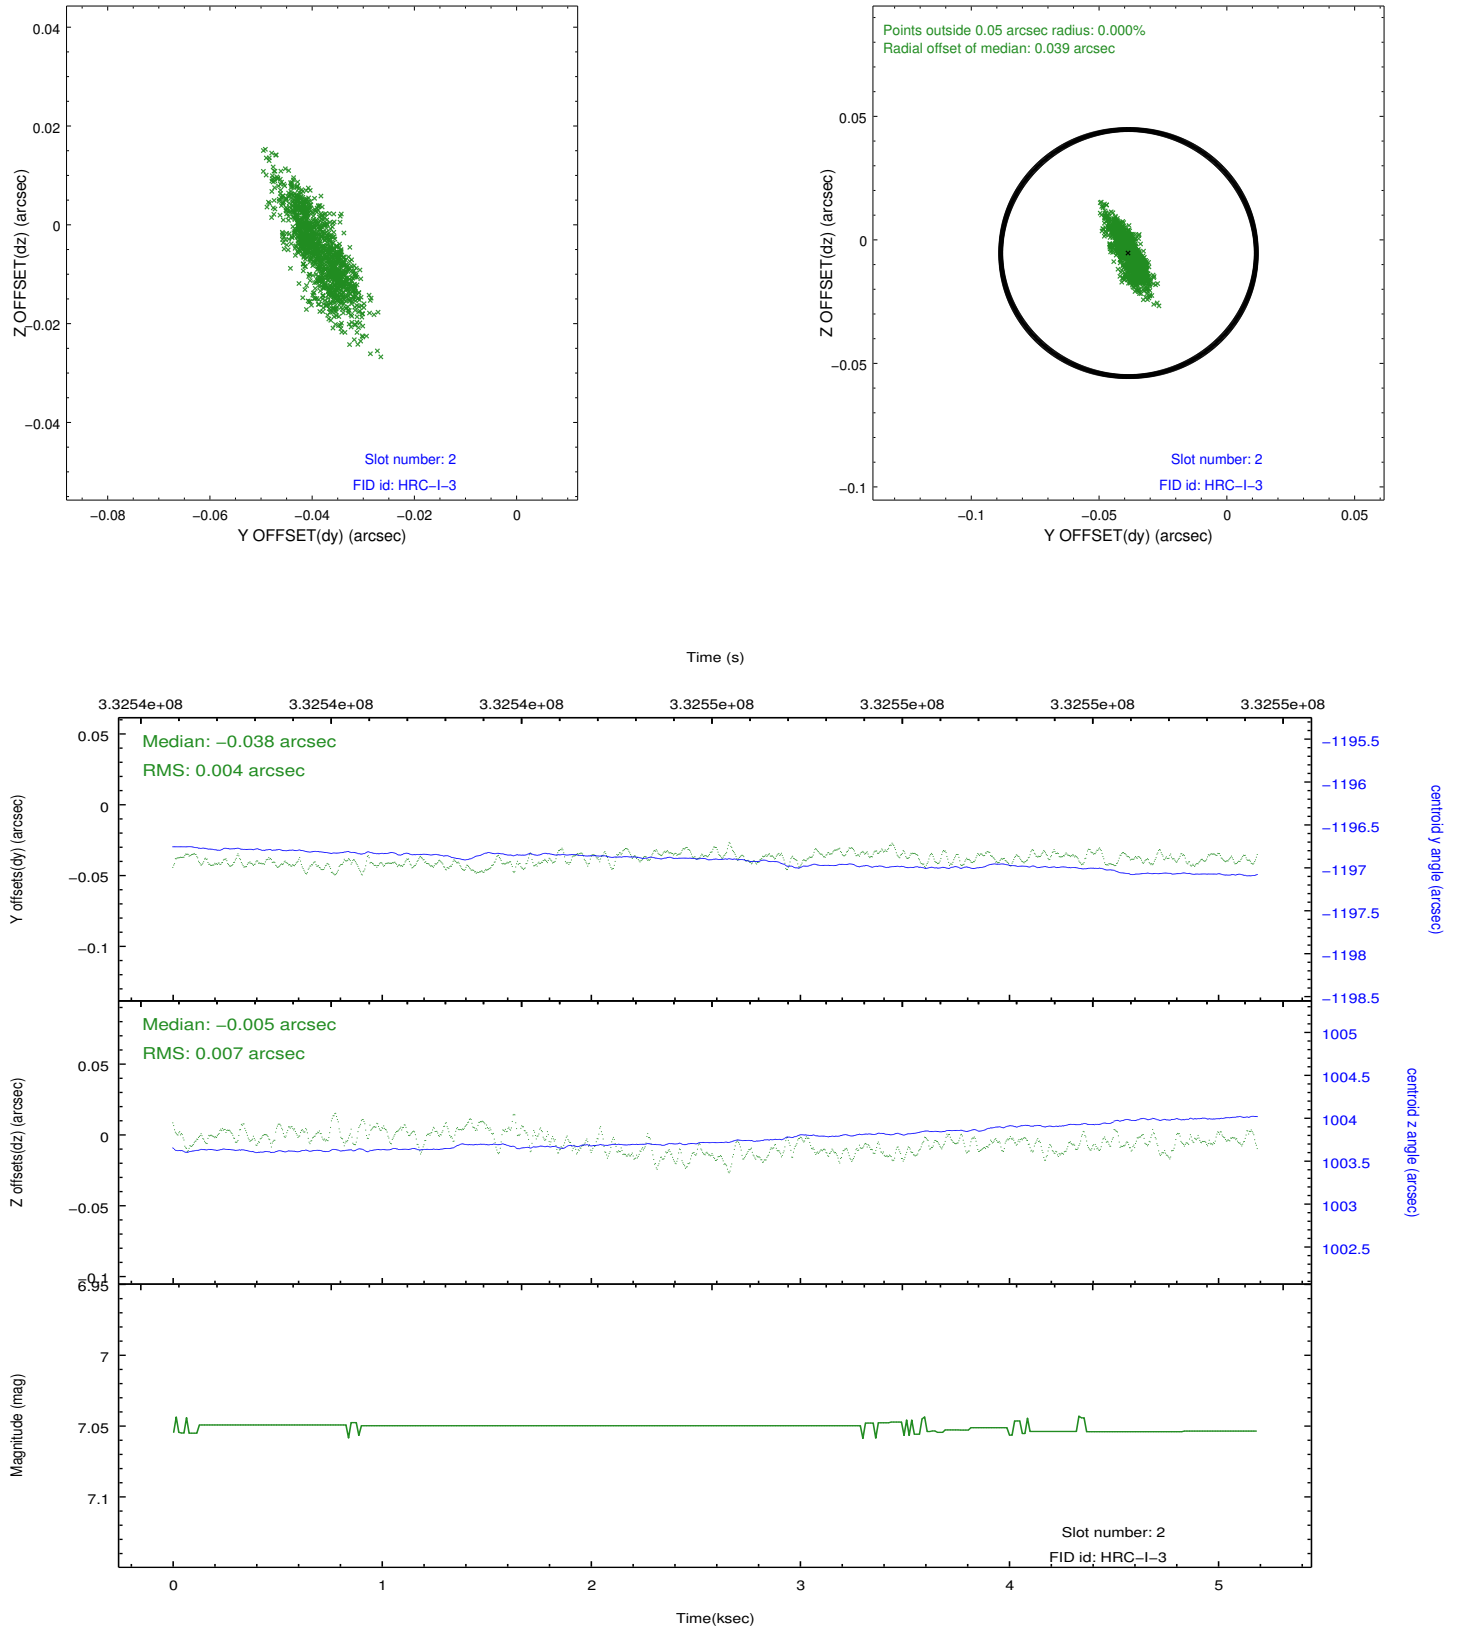 0.04
0.02
0
−0.02
−0.04
Z OFFSET(dz) (arcsec)
Slot number: 2
FID id: HRC−I−3
−0.08 −0.06 −0.04 −0.02 0
Y OFFSET(dy) (arcsec)
Points outside 0.05 arcsec radius: 0.000%
Radial offset of median: 0.039 arcsec
0.05
0
−0.05
−0.1
Z OFFSET(dz) (arcsec)
Slot number: 2
FID id: HRC−I−3
−0.1 −0.05 0 0.05
Y OFFSET(dy) (arcsec)
Time (s)
3.3254e+08 3.3254e+08 3.3254e+08 3.3255e+08 3.3255e+08 3.3255e+08 3.3255e+08
Median: −0.038 arcsec
RMS: 0.004 arcsec
0.05
0
−0.05
−0.1
Y offsets(dy) (arcsec)
−1195.5
−1196
−1196.5
−1197
−1197.5
−1198
−1198.5
centroid y angle (arcsec)
Median: −0.005 arcsec
RMS: 0.007 arcsec
0.05
0
−0.05
−0.1
Z offsets(dz) (arcsec)
1005
1004.5
1004
1003.5
1003
1002.5
centroid z angle (arcsec)
6.95
7
7.05
7.1
Magnitude (mag)
Slot number: 2
FID id: HRC−I−3
0 1 2 3 4 5
Time(ksec)